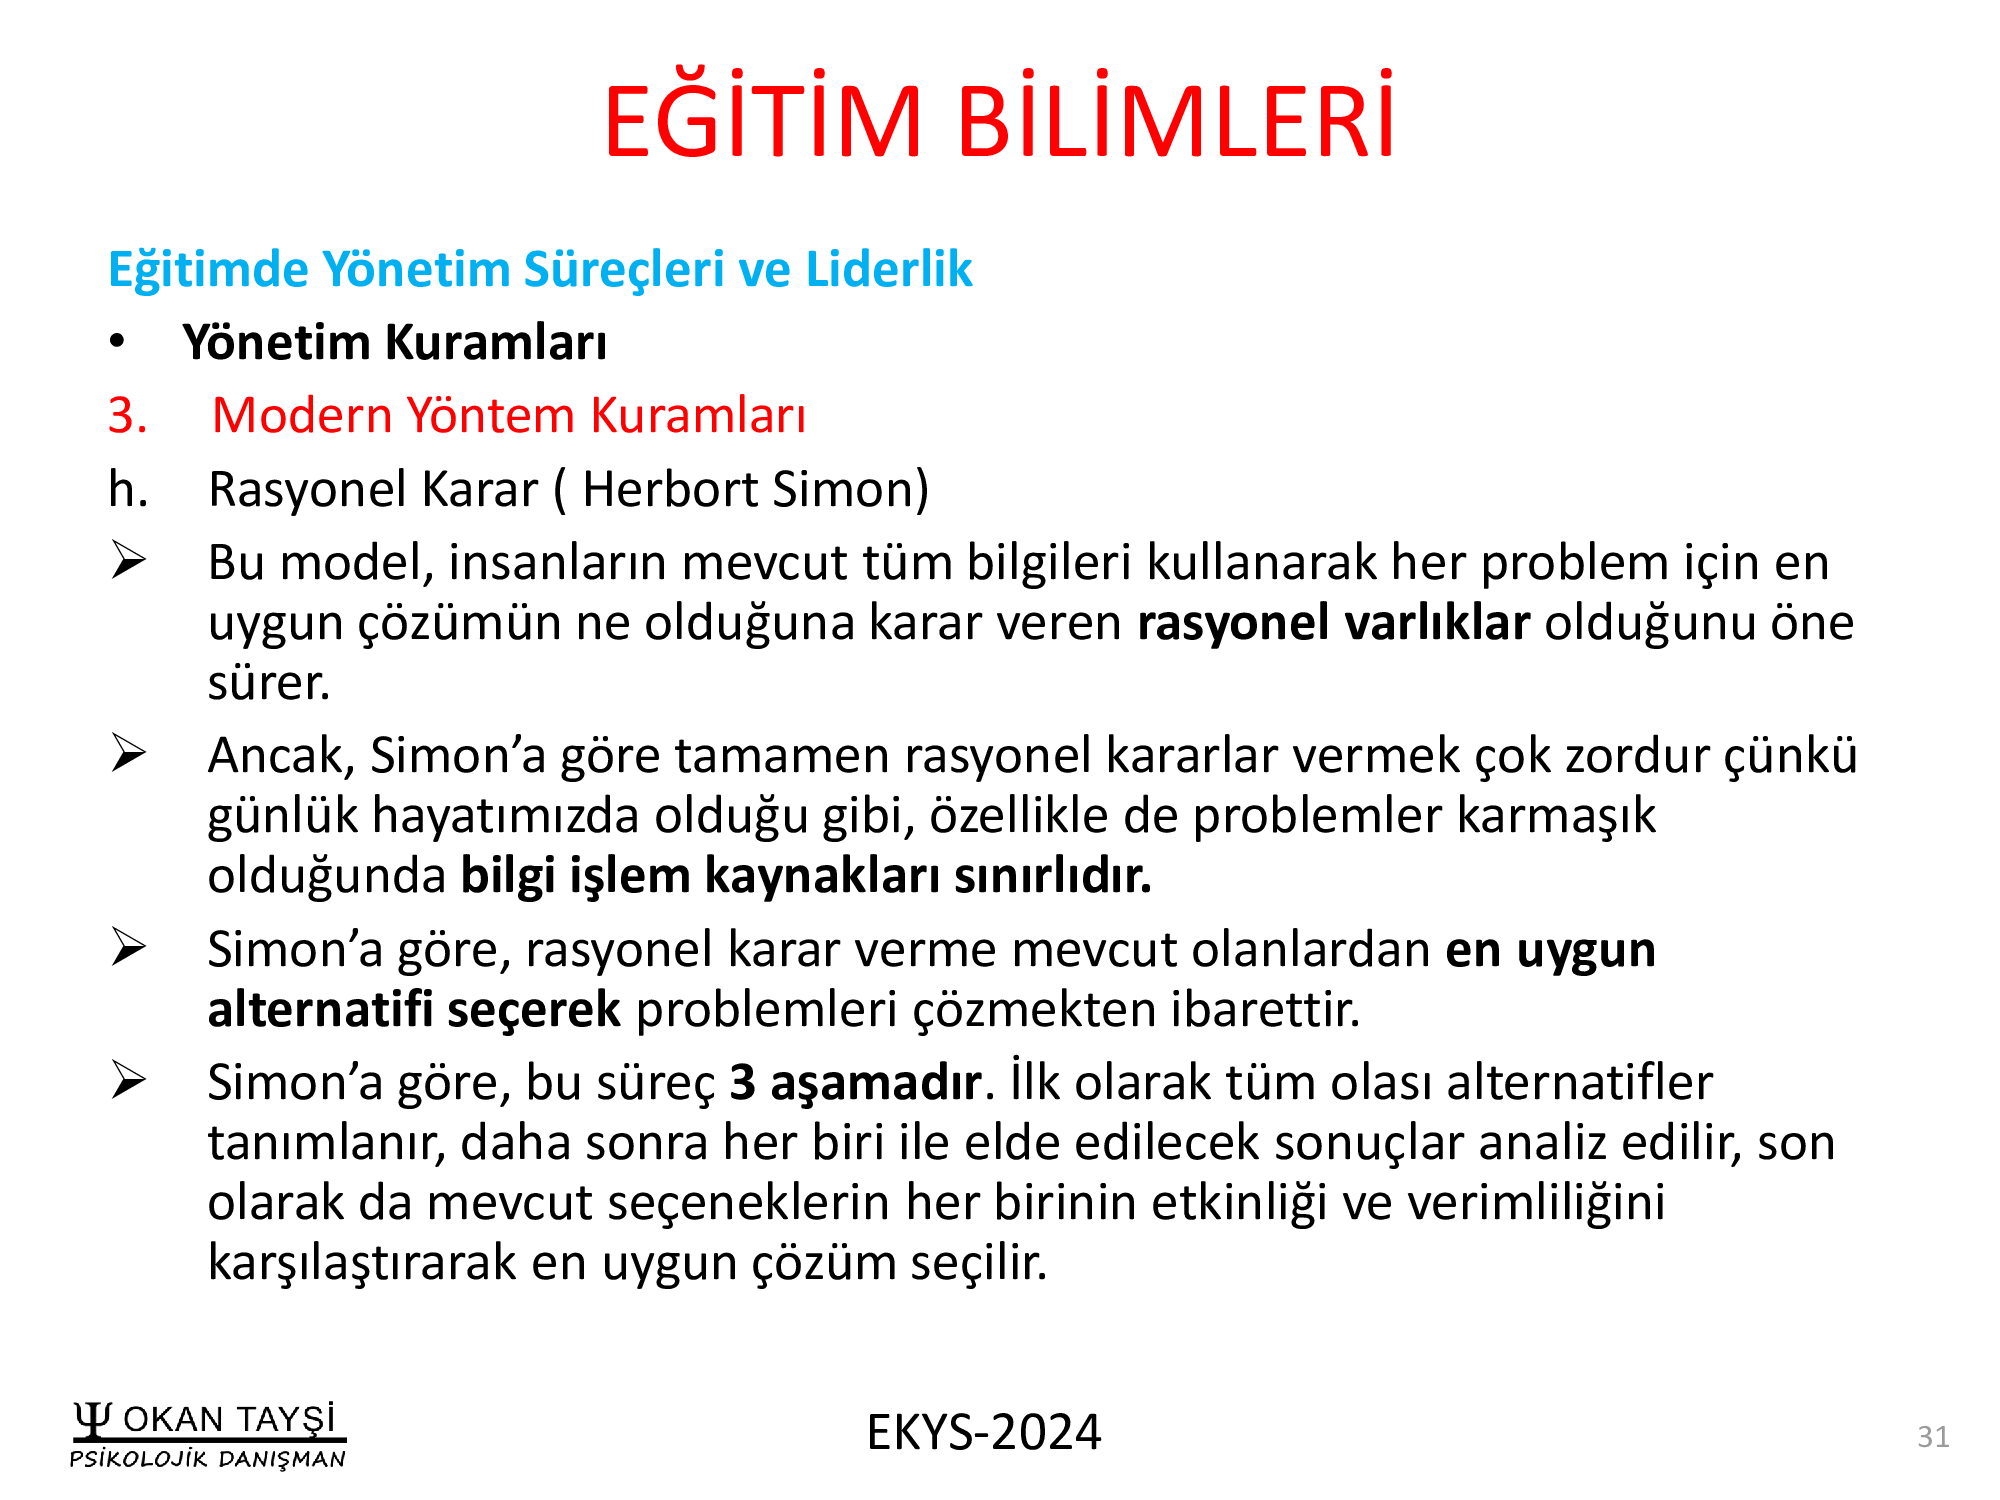 EĞİTİM BİLİMLERİ
Eğitimde Yönetim Süreçleri ve Liderlik
• Yönetim Kuramları
3. Modern Yöntem Kuramları
h. Rasyonel Karar ( Herbort Simon)
➢ Bu model, insanların mevcut tüm bilgileri kullanarak her problem için en
uygun çözümün ne olduğuna karar veren rasyonel varlıklar olduğunu öne
sürer.
➢ Ancak, Simon’a göre tamamen rasyonel kararlar vermek çok zordur çünkü
günlük hayatımızda olduğu gibi, özellikle de problemler karmaşık
olduğunda bilgi işlem kaynakları sınırlıdır.
➢ Simon’a göre, rasyonel karar verme mevcut olanlardan en uygun
alternatifi seçerek problemleri çözmekten ibarettir.
➢ Simon’a göre, bu süreç 3 aşamadır. İlk olarak tüm olası alternatifler
tanımlanır, daha sonra her biri ile elde edilecek sonuçlar analiz edilir, son
olarak da mevcut seçeneklerin her birinin etkinliği ve verimliliğini
karşılaştırarak en uygun çözüm seçilir.
Ψ OKAN TAYŞİ
PSİKOLOJİK DANIŞMAN
EKYS-2024
31